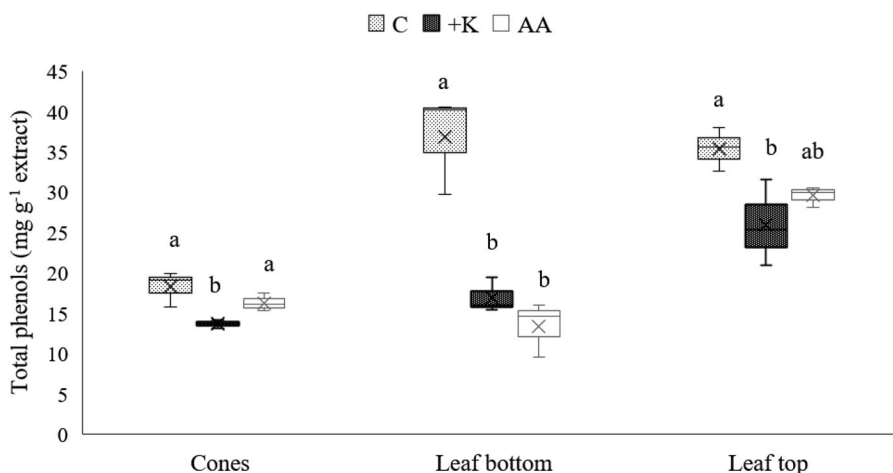 C +K AA
Total phenols (mg g⁻¹ extract)
45
40
35
30
25
20
15
10
5
0
a
b
a
a
b
b
a
b
ab
Cones Leaf bottom Leaf top